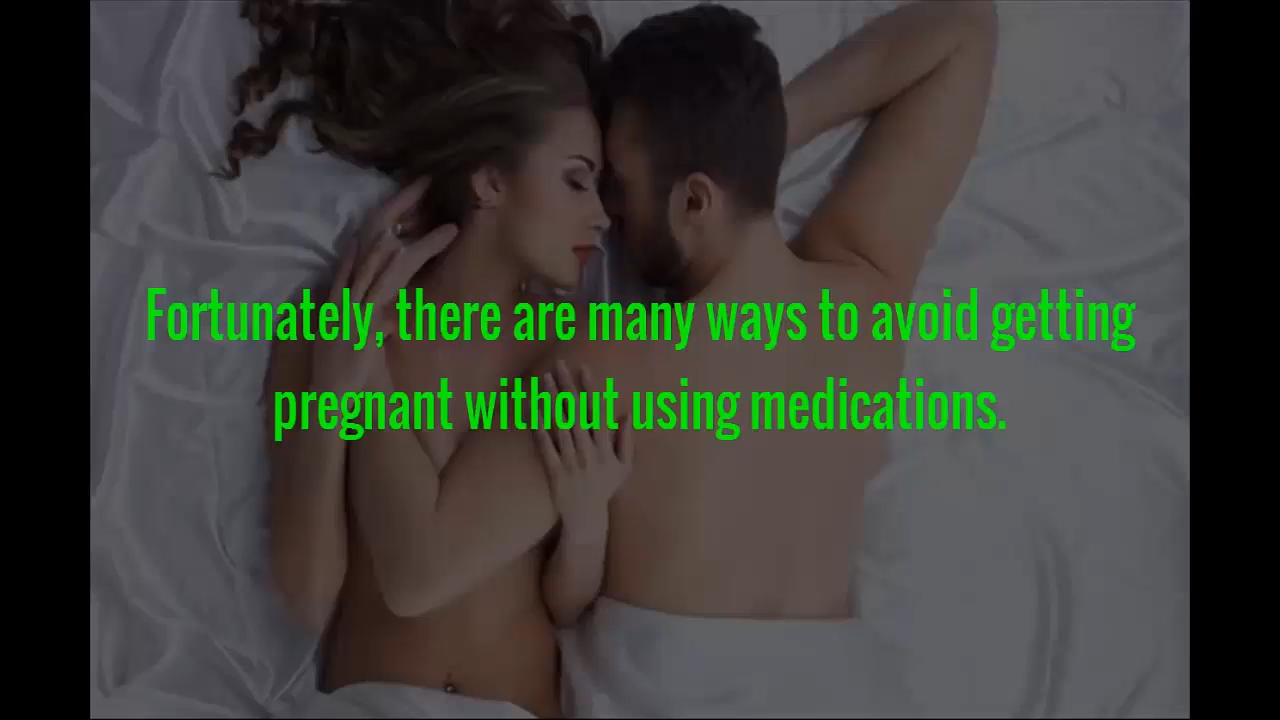 Fortunately, there are many ways to avoid getting
pregnant without using medications.